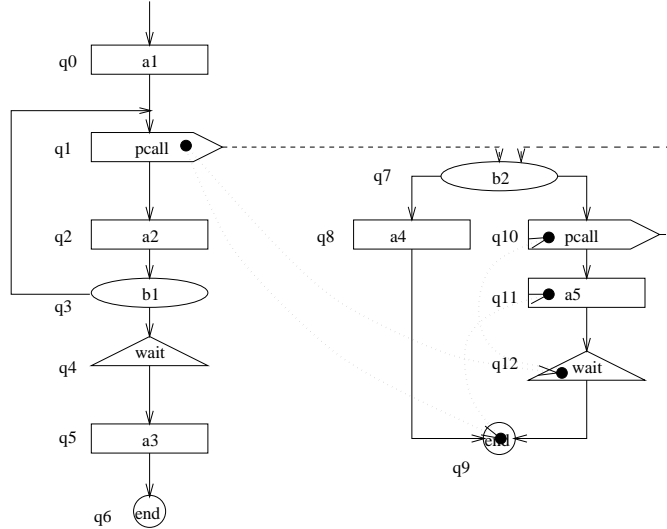 q0 a1
q1 pcall
q7 b2
q2 a2
q8 a4
q10 pcall
q3 b1
q11 a5
q4 wait
q12 wait
q5 a3
end
q9
q6 end